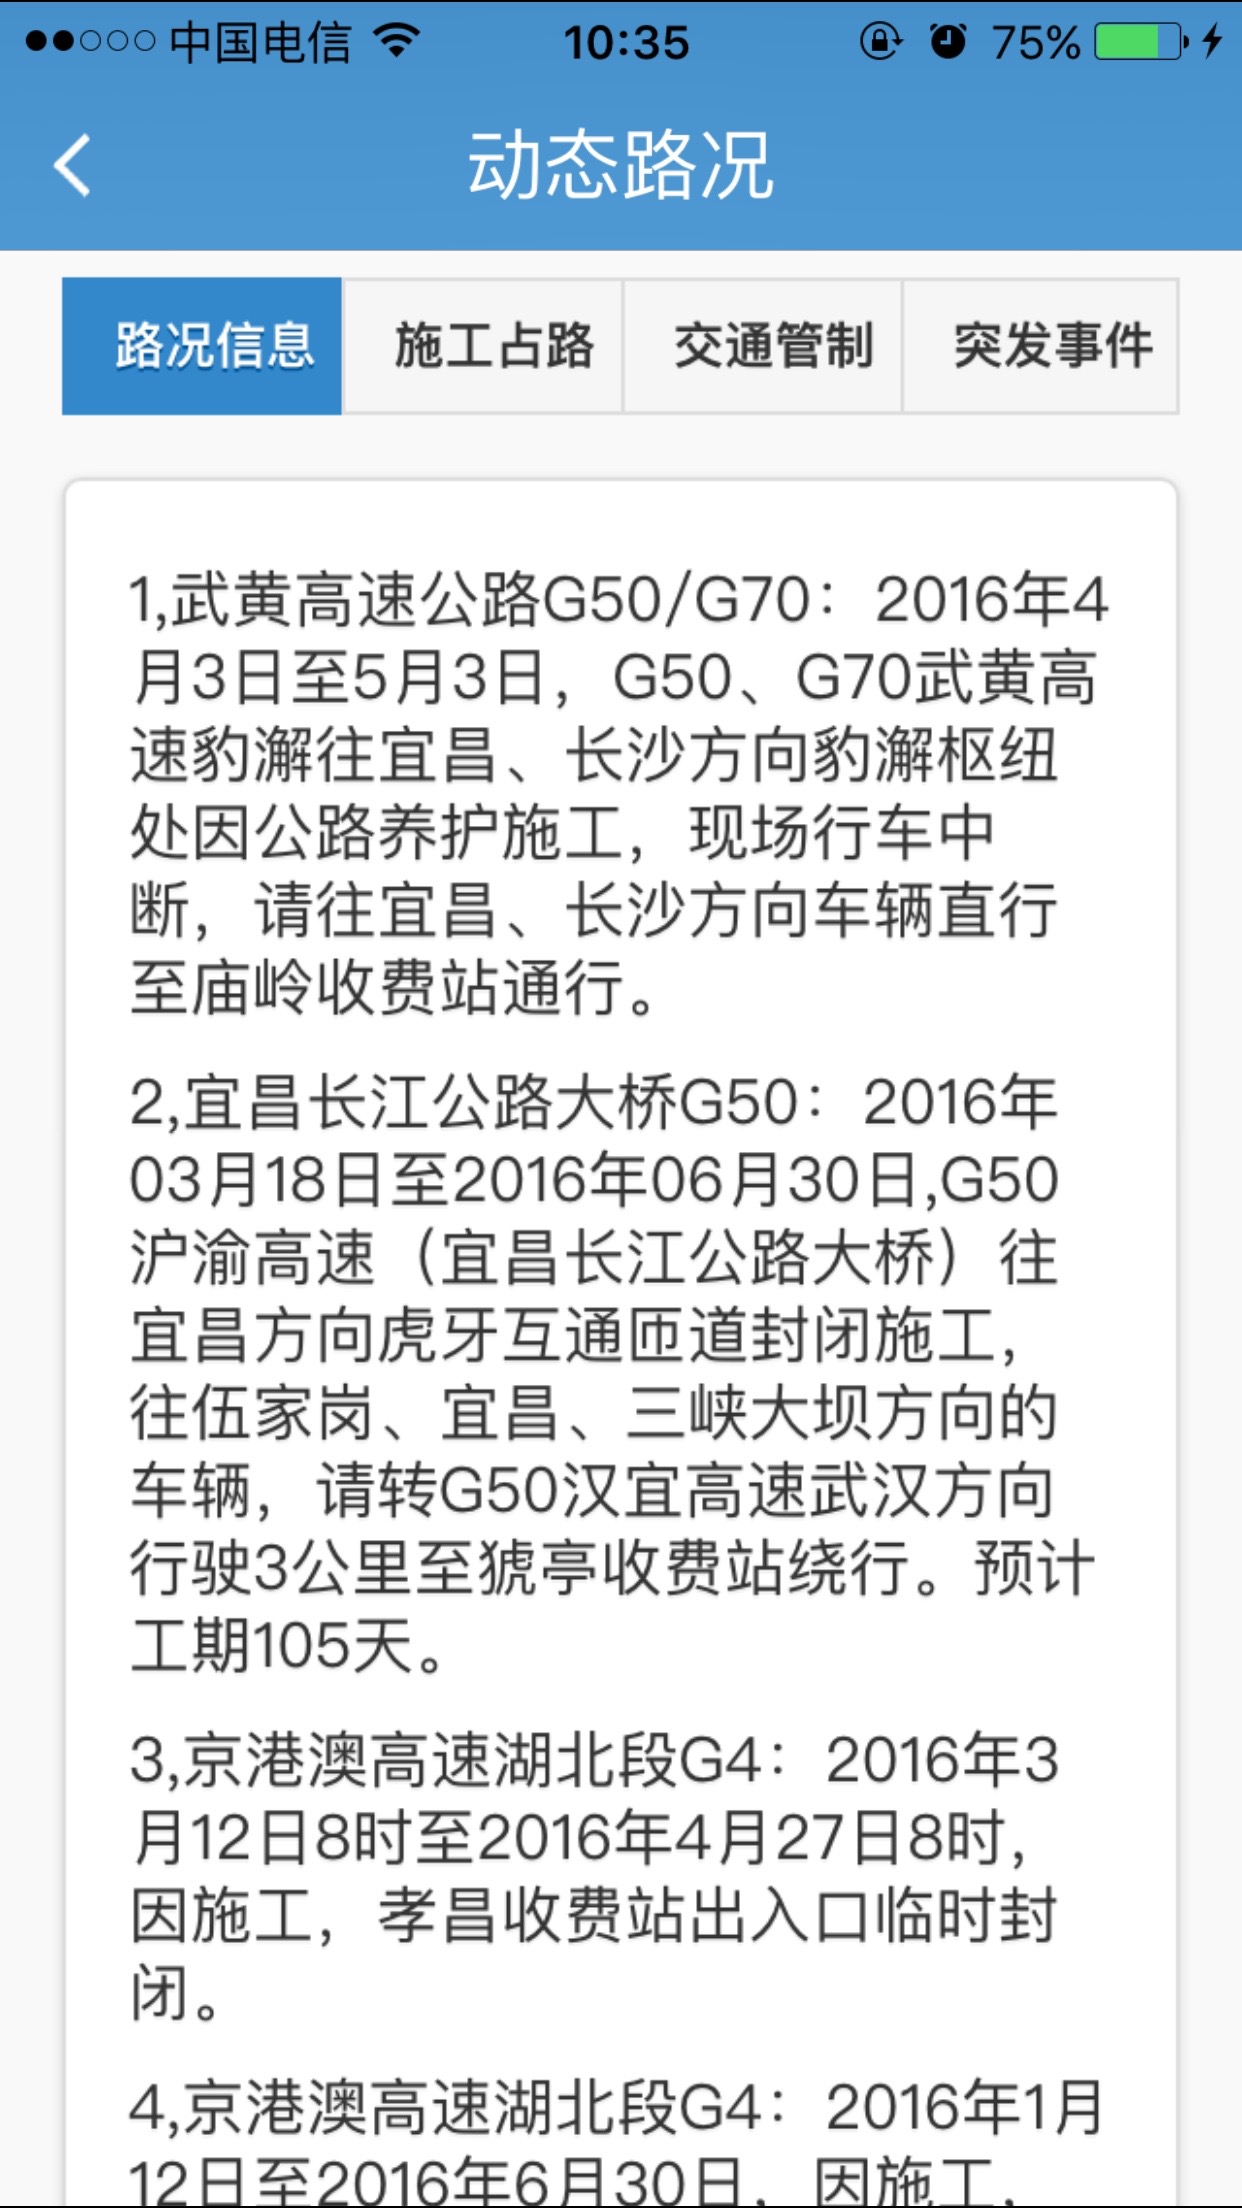 中国电信 10:35 75%
动态路况
路况信息 施工占路 交通管制 突发事件
1,武黄高速公路G50/G70：2016年4
月3日至5月3日，G50、G70武黄高
速豹澥往宜昌、长沙方向豹澥枢纽
处因公路养护施工，现场行车中
断，请往宜昌、长沙方向车辆直行
至庙岭收费站通行。
2,宜昌长江公路大桥G50：2016年
03月18日至2016年06月30日,G50
沪渝高速（宜昌长江公路大桥）往
宜昌方向虎牙互通匝道封闭施工，
往伍家岗、宜昌、三峡大坝方向的
车辆，请转G50汉宜高速武汉方向
行驶3公里至猇亭收费站绕行。预计
工期105天。
3,京港澳高速湖北段G4：2016年3
月12日8时至2016年4月27日8时，
因施工，孝昌收费站出入口临时封
闭。
4,京港澳高速湖北段G4：2016年1月
12日至2016年6月30日，因施工，